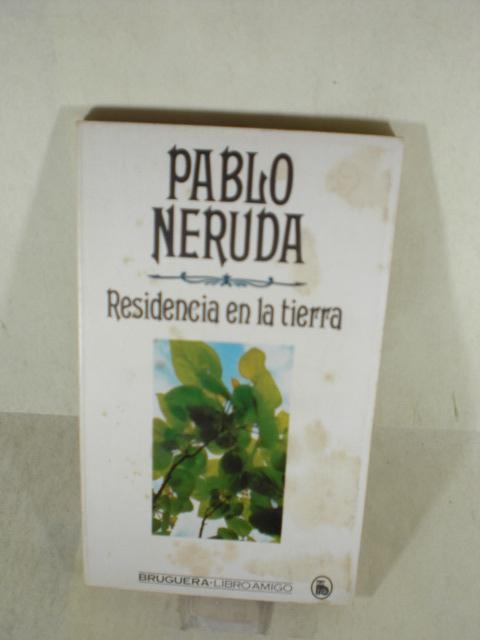 PABLO
NERUDA
Residencia en la tierra
BRUGUERA·LIBRO AMIGO